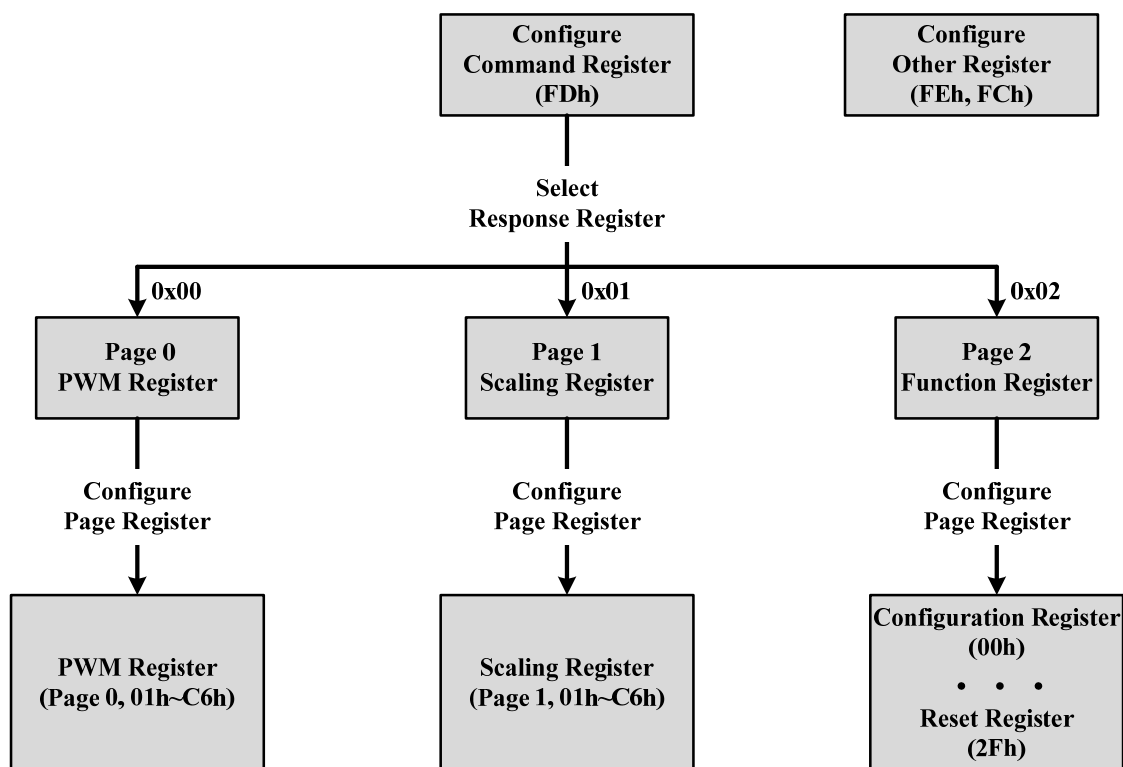 Configure
Command Register
(FDh)
Configure
Other Register
(FEh, FCh)
Select
Response Register
0x00
0x01
0x02
Page 0
PWM Register
Page 1
Scaling Register
Page 2
Function Register
Configure
Page Register
Configure
Page Register
Configure
Page Register
PWM Register
(Page 0, 01h~C6h)
Scaling Register
(Page 1, 01h~C6h)
Configuration Register
(00h)
• • •
Reset Register
(2Fh)